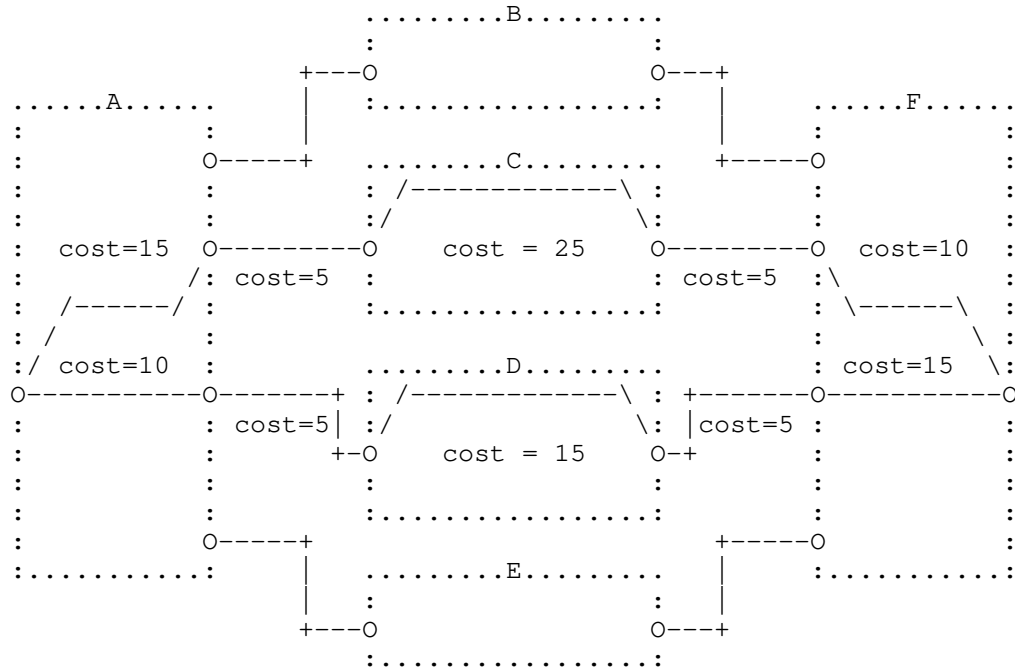 B
A F
C
cost=15 cost = 25 cost=10
cost=5 cost=5
cost=10 D cost=15
cost=5 cost=5
cost = 15
E